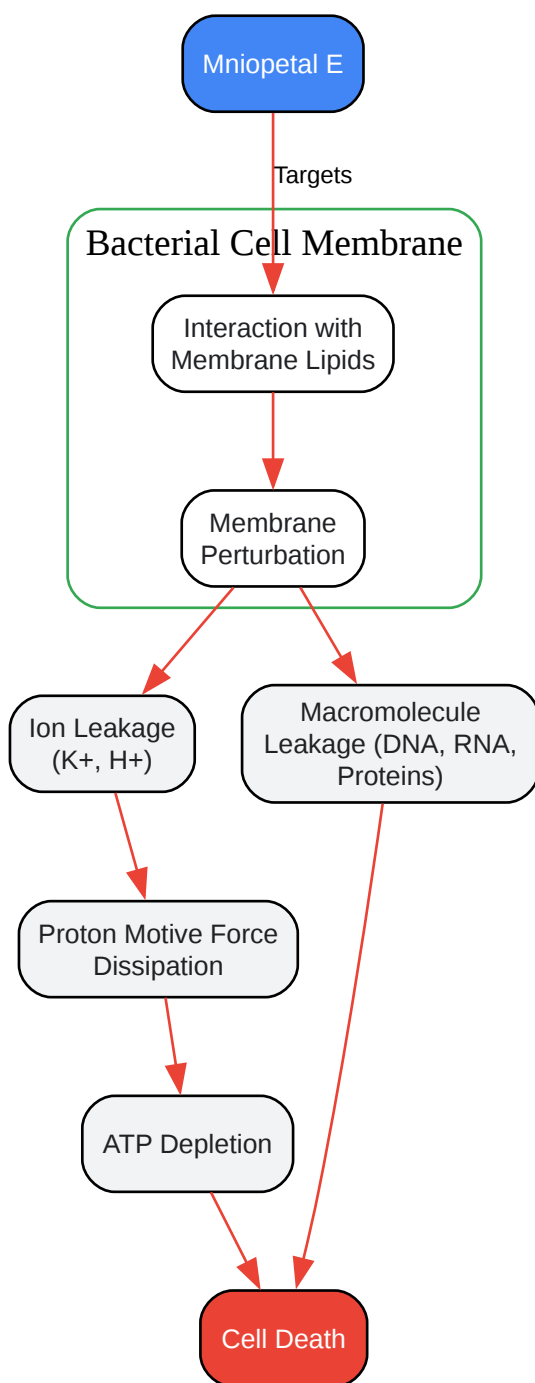 Mniopetal E
Targets
Bacterial Cell Membrane
Interaction with
Membrane Lipids
Membrane
Perturbation
Ion Leakage
(K+, H+)
Macromolecule
Leakage (DNA, RNA,
Proteins)
Proton Motive Force
Dissipation
ATP Depletion
Cell Death